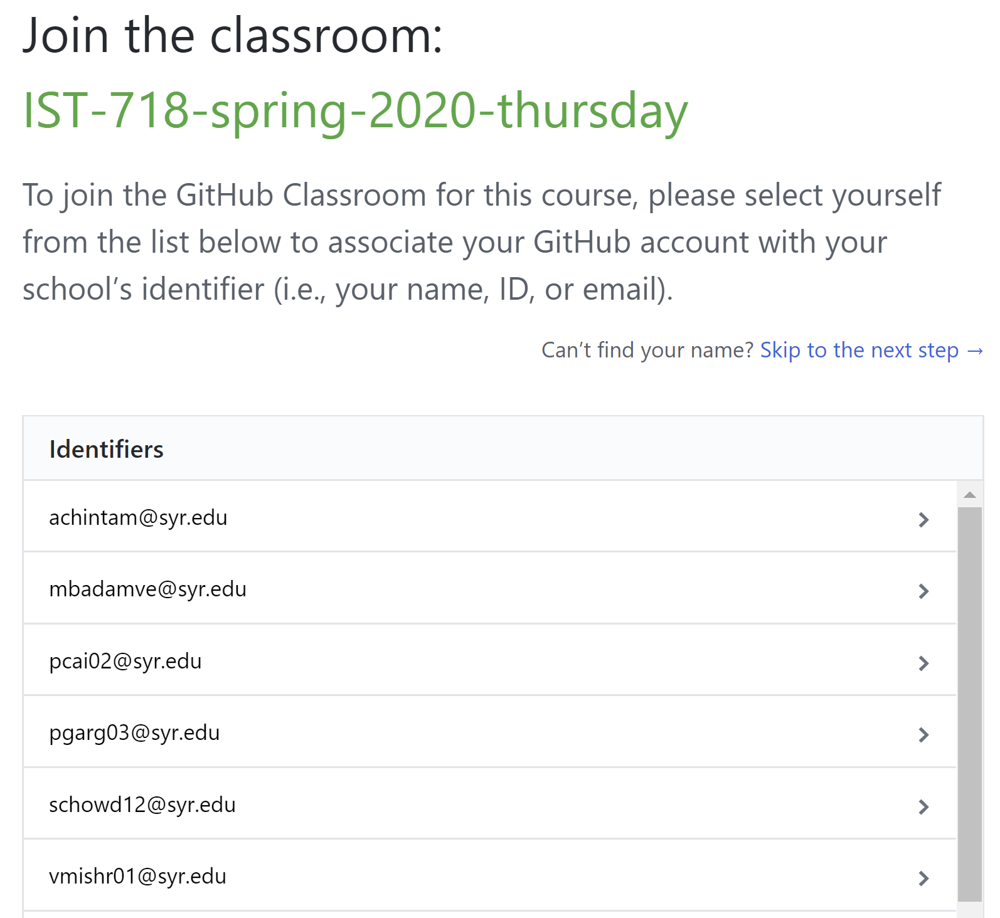 Join the classroom:
IST-718-spring-2020-thursday
To join the GitHub Classroom for this course, please select yourself
from the list below to associate your GitHub account with your
school’s identifier (i.e., your name, ID, or email).
Can’t find your name? Skip to the next step →
Identifiers
achintam@syr.edu
mbadamve@syr.edu
pcai02@syr.edu
pgarg03@syr.edu
schowd12@syr.edu
vmishr01@syr.edu